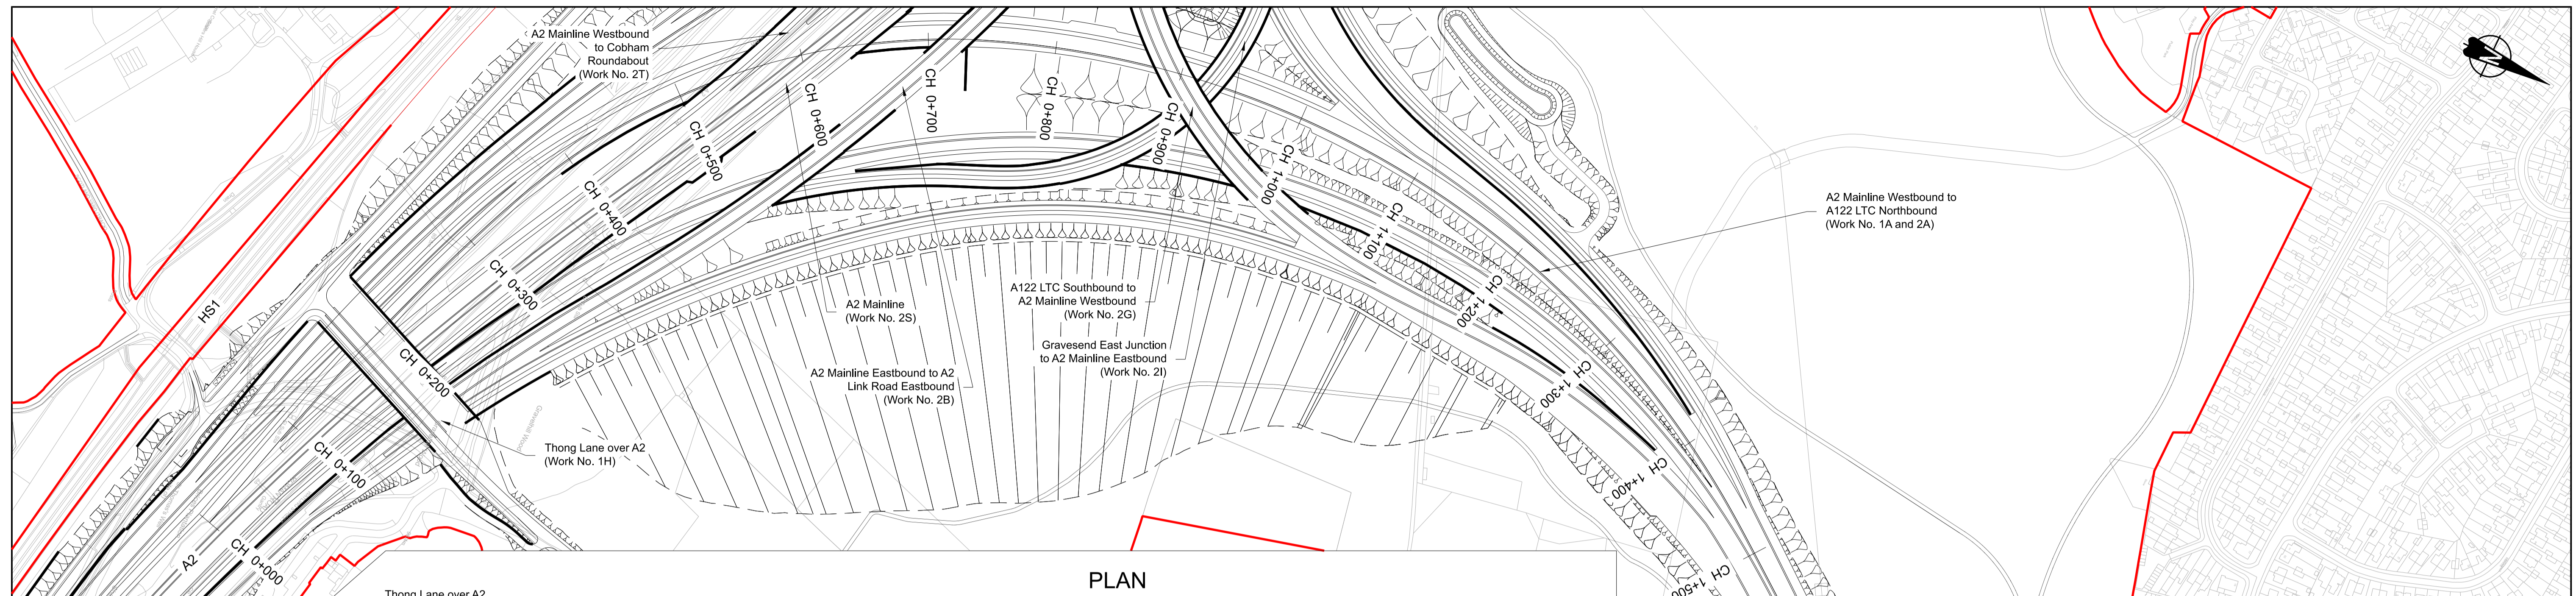 A2 Mainline Westbound
to Cobham
Roundabout
(Work No. 2T)
HS1
A2
CH 0+000
CH 0+100
CH 0+200
CH 0+300
CH 0+400
CH 0+500
CH 0+600
CH 0+700
CH 0+800
CH 0+900
CH 1+000
CH 1+100
CH 1+200
CH 1+300
CH 1+400
CH 1+500
N
A2 Mainline Westbound to
A122 LTC Northbound
(Work No. 1A and 2A)
A2 Mainline
(Work No. 2S)
A122 LTC Southbound to
A2 Mainline Westbound
(Work No. 2G)
Gravesend East Junction
to A2 Mainline Eastbound
(Work No. 2I)
A2 Mainline Eastbound to A2
Link Road Eastbound
(Work No. 2B)
Thong Lane over A2
(Work No. 1H)
Gravelhill Wood
PLAN
Thong Lane over A2